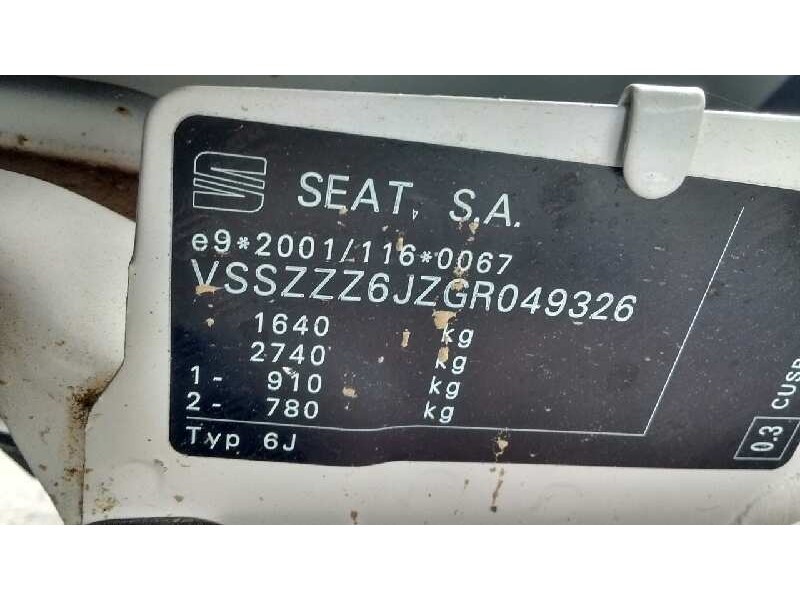 SEAT, S.A.
e9*2001/116*0067
VSSZZZ6JZGR049326
1640 kg
2740 kg
1- 910 kg
2- 780 kg
Typ 6J
0.3